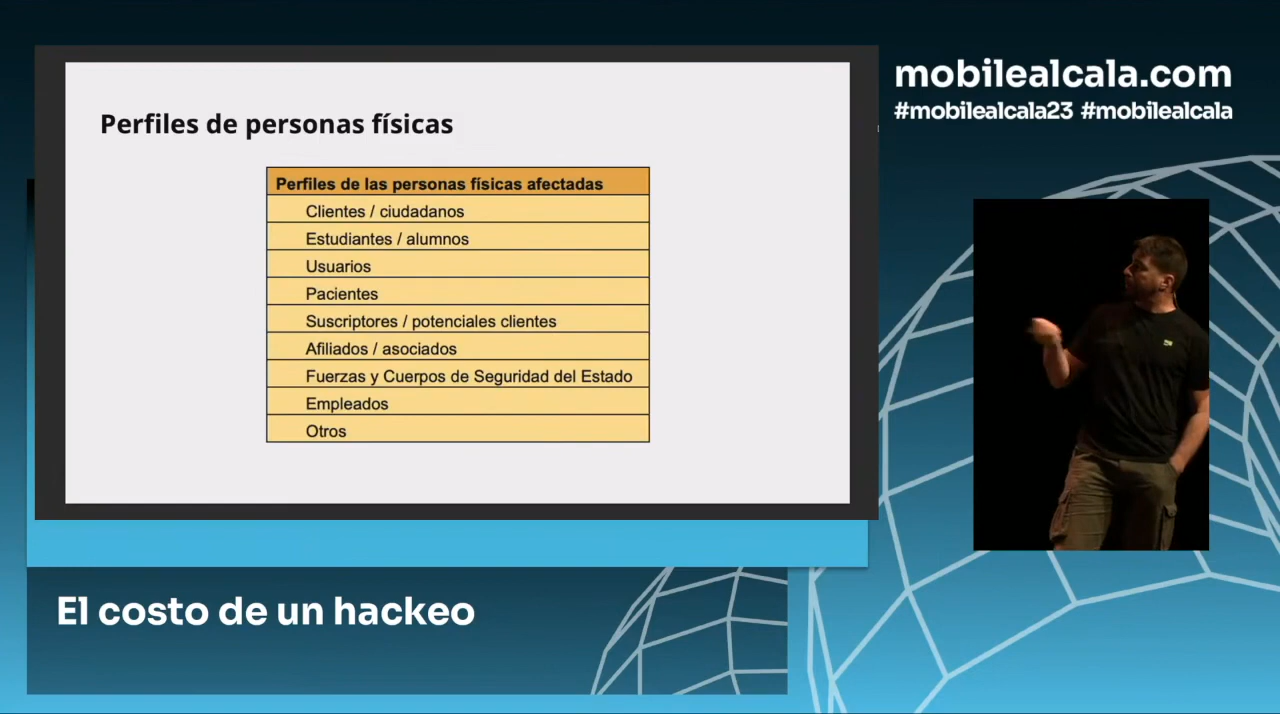 mobilealcala.com
#mobilealcala23 #mobilealcala
Perfiles de personas físicas
Perfiles de las personas físicas afectadas
Clientes / ciudadanos
Estudiantes / alumnos
Usuarios
Pacientes
Suscriptores / potenciales clientes
Afiliados / asociados
Fuerzas y Cuerpos de Seguridad del Estado
Empleados
Otros
El costo de un hackeo